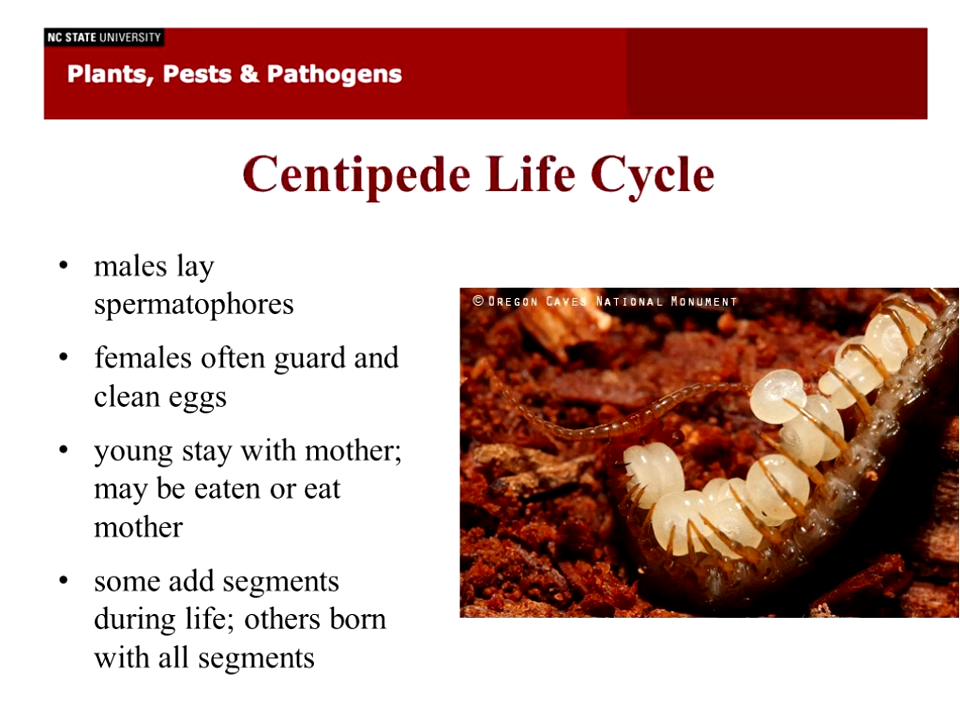 NC STATE UNIVERSITY
Plants, Pests & Pathogens
Centipede Life Cycle
• males lay
spermatophores
• females often guard and
clean eggs
• young stay with mother;
may be eaten or eat
mother
• some add segments
during life; others born
with all segments
© OREGON CAVES NATIONAL MONUMENT